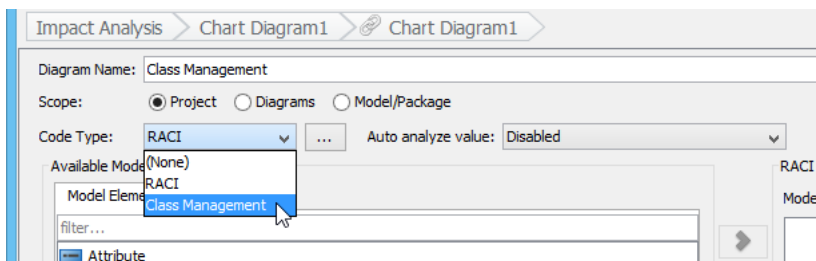 Impact Analysis Chart Diagram1 Chart Diagram1
Diagram Name: Class Management
Scope: Project Diagrams Model/Package
Code Type: RACI ... Auto analyze value: Disabled
Available Mode (None) RACI
RACI
Model Eleme Class Management Mode
filter...
Attribute